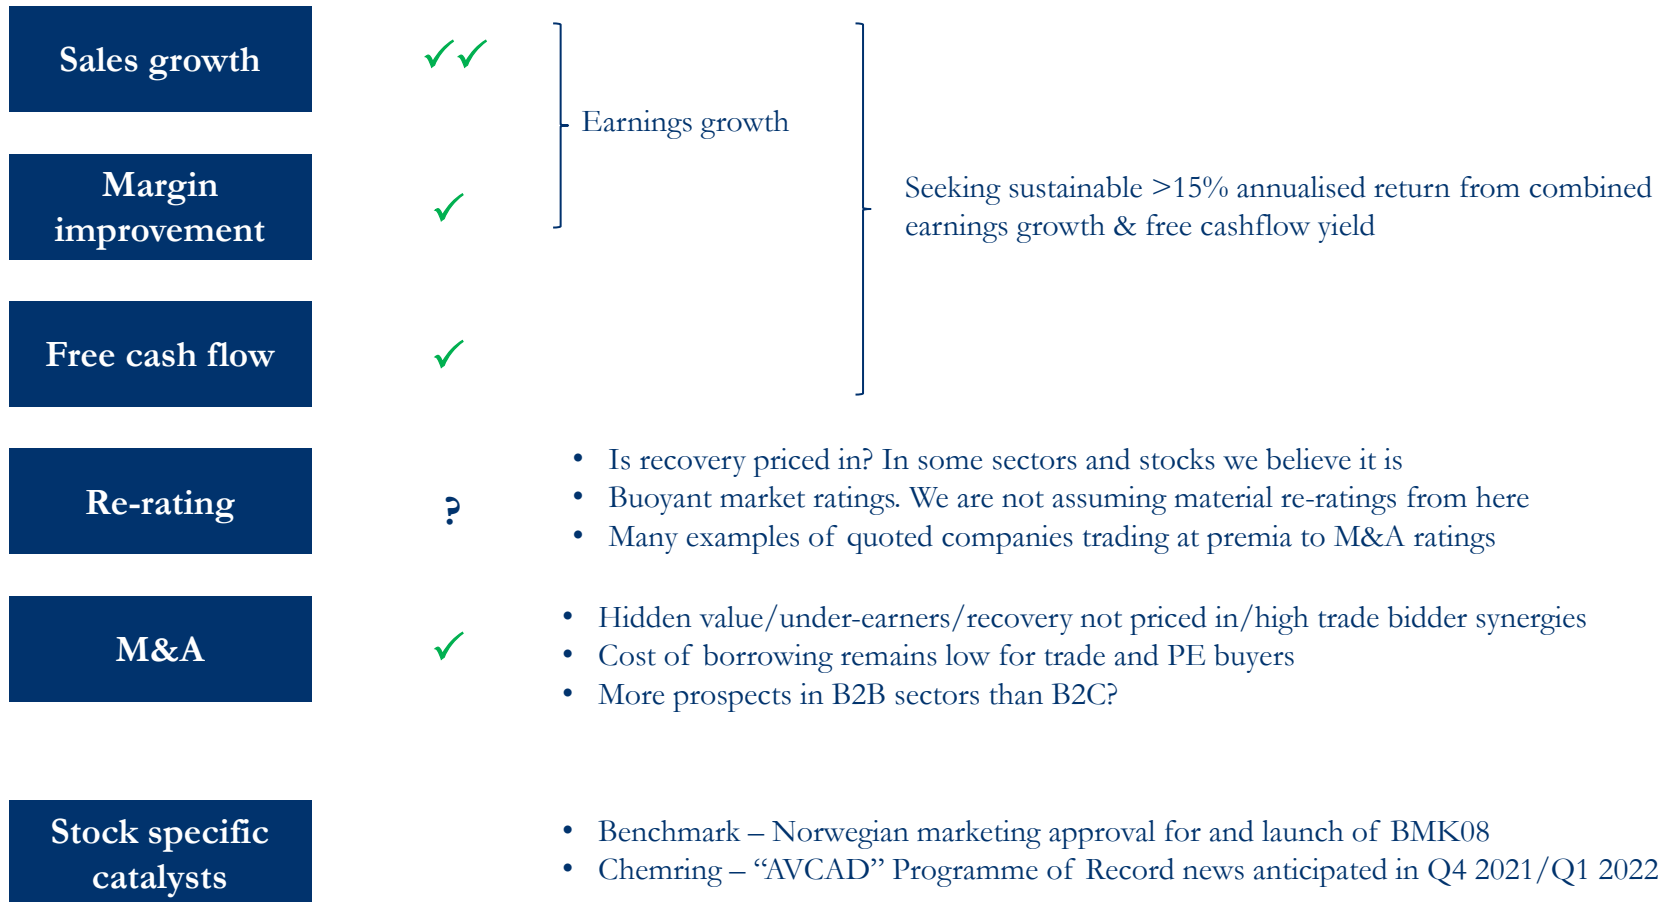 Sales growth
✓✓
Earnings growth
Margin
improvement
✓
Seeking sustainable >15% annualised return from combined
earnings growth & free cashflow yield
Free cash flow
✓
Re-rating
?
• Is recovery priced in? In some sectors and stocks we believe it is
• Buoyant market ratings. We are not assuming material re-ratings from here
• Many examples of quoted companies trading at premia to M&A ratings
M&A
✓
• Hidden value/under-earners/recovery not priced in/high trade bidder synergies
• Cost of borrowing remains low for trade and PE buyers
• More prospects in B2B sectors than B2C?
Stock specific
catalysts
• Benchmark – Norwegian marketing approval for and launch of BMK08
• Chemring – “AVCAD” Programme of Record news anticipated in Q4 2021/Q1 2022